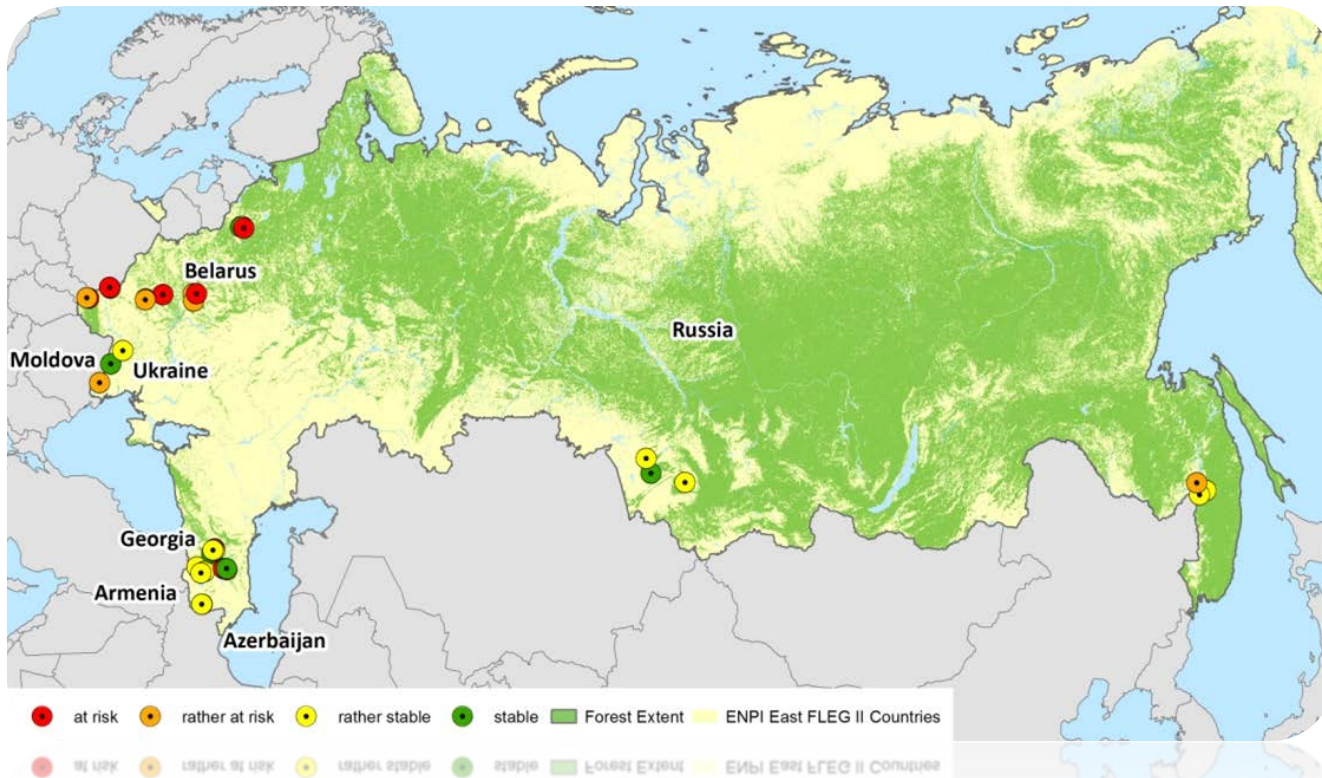 Belarus
Russia
Moldova
Ukraine
Georgia
Armenia
Azerbaijan
at risk
rather at risk
rather stable
stable
Forest Extent
ENPI East FLEG II Countries